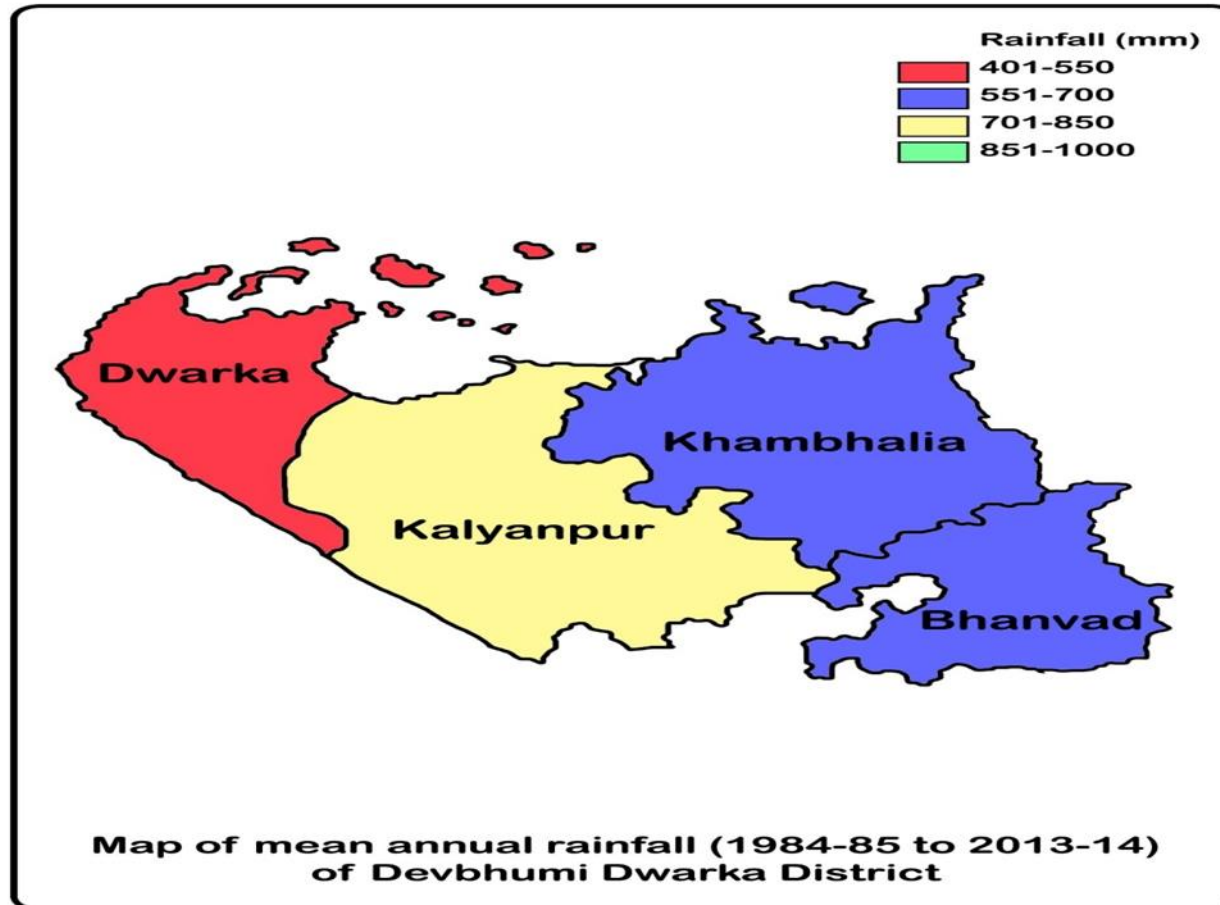 Rainfall (mm)
401-550
551-700
701-850
851-1000
Dwarka
Khambhalia
Kalyanpur
Bhanvad
Map of mean annual rainfall (1984-85 to 2013-14)
of Devbhumi Dwarka District